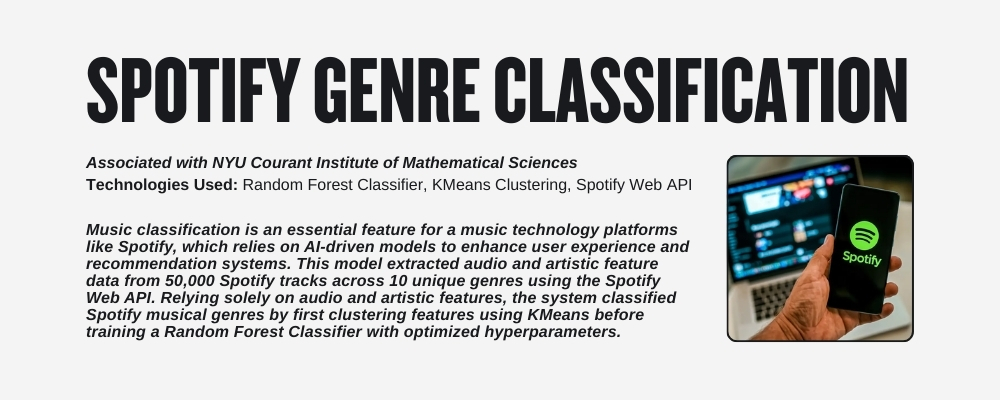 SPOTIFY GENRE CLASSIFICATION
Associated with NYU Courant Institute of Mathematical Sciences
Technologies Used: Random Forest Classifier, KMeans Clustering, Spotify Web API
Music classification is an essential feature for a music technology platforms
like Spotify, which relies on AI-driven models to enhance user experience and
recommendation systems. This model extracted audio and artistic feature
data from 50,000 Spotify tracks across 10 unique genres using the Spotify
Web API. Relying solely on audio and artistic features, the system classified
Spotify musical genres by first clustering features using KMeans before
training a Random Forest Classifier with optimized hyperparameters.
Spotify